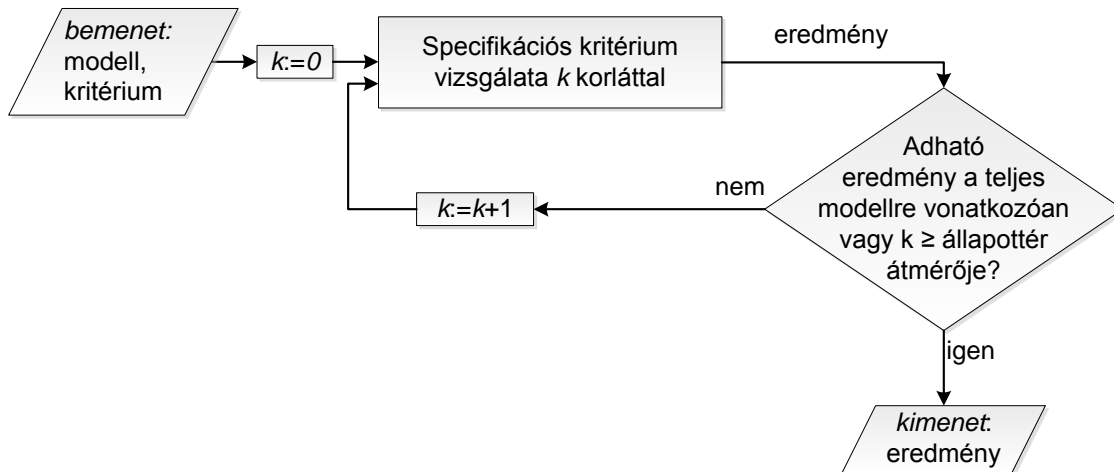 bemenet:
modell,
kritérium
k:=0
Specifikációs kritérium
vizsgálata k korláttal
eredmény
Adható
eredmény a teljes
modellre vonatkozóan
vagy k ≥ állapottér
átmérője?
nem
k:=k+1
igen
kimenet:
eredmény